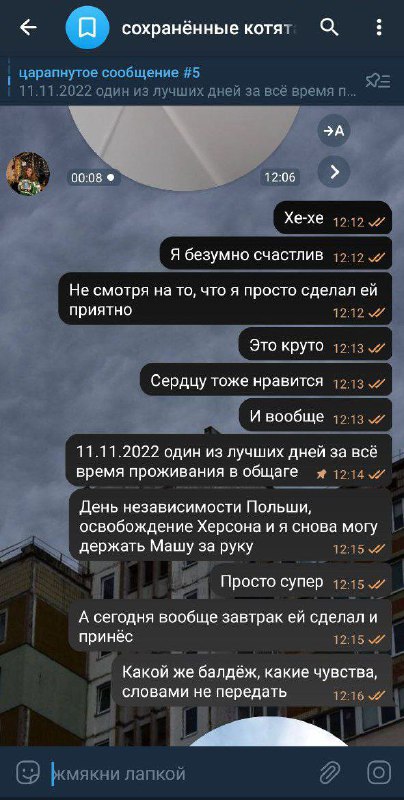 сохранённые котят
царапнутое сообщение #5
11.11.2022 один из лучших дней за всё время п...
→A
00:08
12:06
Хе-хе 12:12
Я безумно счастлив 12:12
Не смотря на то, что я просто сделал ей
приятно 12:12
Это круто 12:13
Сердцу тоже нравится 12:13
И вообще 12:13
11.11.2022 один из лучших дней за всё
время проживания в общаге 12:14
День независимости Польши,
освобождение Херсона и я снова могу
держать Машу за руку 12:15
Просто супер 12:15
А сегодня вообще завтрак ей сделал и
принёс 12:15
Какой же балдёж, какие чувства,
словами не передать 12:16
жмякни лапкой